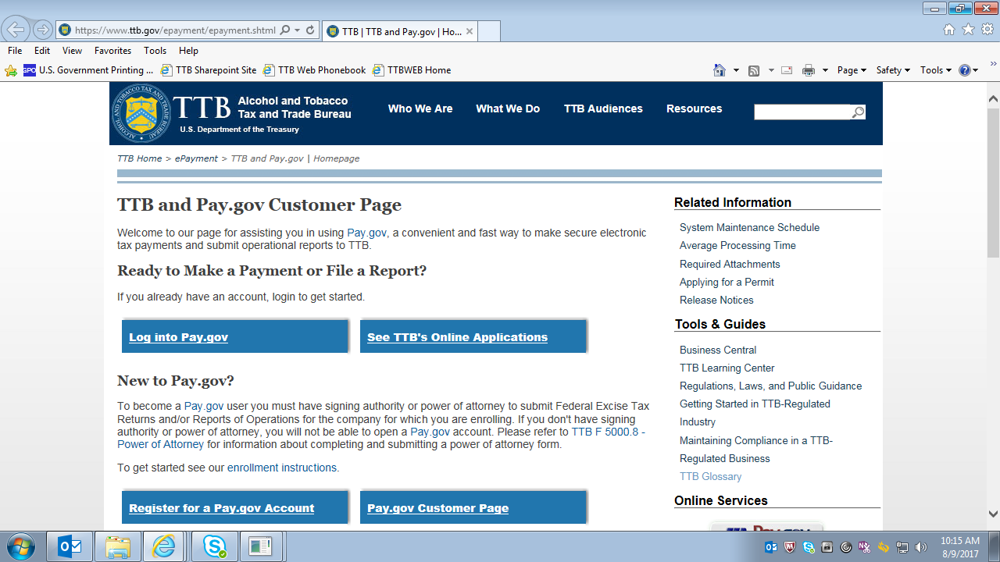 https://www.ttb.gov/epayment/epayment.shtml
TTB | TTB and Pay.gov | Ho...
File Edit View Favorites Tools Help
GPO U.S. Government Printing ... TTB Sharepoint Site TTB Web Phonebook TTBWEB Home
Page Safety Tools
TTB Alcohol and Tobacco
Tax and Trade Bureau
U.S. Department of the Treasury
Who We Are What We Do TTB Audiences Resources
TTB Home > ePayment > TTB and Pay.gov | Homepage
TTB and Pay.gov Customer Page
Welcome to our page for assisting you in using Pay.gov, a convenient and fast way to make secure electronic
tax payments and submit operational reports to TTB.
Ready to Make a Payment or File a Report?
If you already have an account, login to get started.
Log into Pay.gov See TTB's Online Applications
New to Pay.gov?
To become a Pay.gov user you must have signing authority or power of attorney to submit Federal Excise Tax
Returns and/or Reports of Operations for the company for which you are enrolling. If you don't have signing
authority or power of attorney, you will not be able to open a Pay.gov account. Please refer to TTB F 5000.8 -
Power of Attorney for information about completing and submitting a power of attorney form.
To get started see our enrollment instructions.
Register for a Pay.gov Account Pay.gov Customer Page
Related Information
System Maintenance Schedule
Average Processing Time
Required Attachments
Applying for a Permit
Release Notices
Tools & Guides
Business Central
TTB Learning Center
Regulations, Laws, and Public Guidance
Getting Started in TTB-Regulated
Industry
Maintaining Compliance in a TTB-
Regulated Business
TTB Glossary
Online Services
10:15 AM
8/9/2017